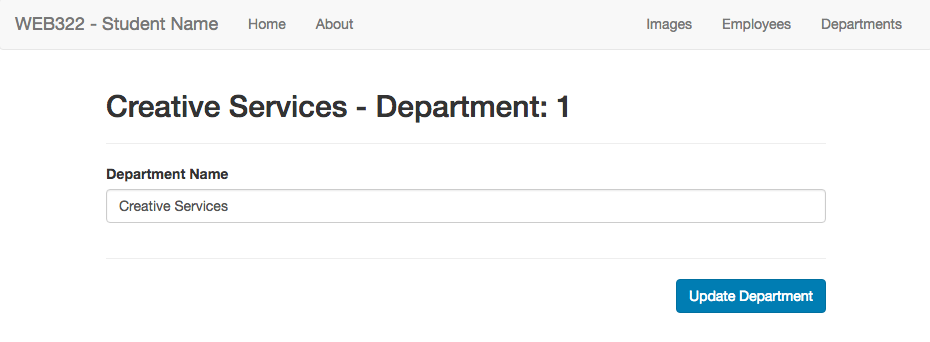 WEB322 - Student Name Home About Images Employees Departments
Creative Services - Department: 1
Department Name
Creative Services
Update Department